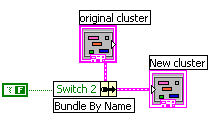 original cluster
New cluster
F
Switch 2
Bundle By Name